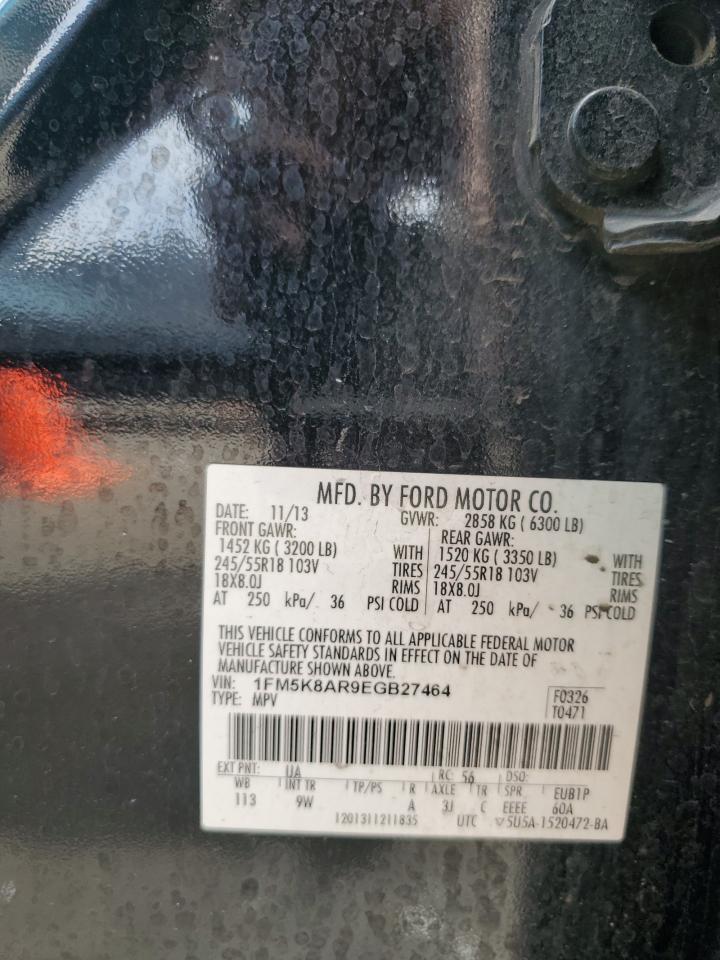 MFD. BY FORD MOTOR CO.
DATE: 11/13 GVWR: 2858 KG ( 6300 LB)
FRONT GAWR: REAR GAWR:
1452 KG ( 3200 LB) WITH 1520 KG ( 3350 LB) WITH
245/55R18 103V TIRES 245/55R18 103V TIRES
18X8.0J RIMS 18X8.0J RIMS
AT 250 kPa/ 36 PSI COLD AT 250 kPa/ 36 PSI COLD
THIS VEHICLE CONFORMS TO ALL APPLICABLE FEDERAL MOTOR
VEHICLE SAFETY STANDARDS IN EFFECT ON THE DATE OF
MANUFACTURE SHOWN ABOVE.
VIN: 1FM5K8AR9EGB27464 F0326
TYPE: MPV T0471
EXT PNT: UA RC: 56 DSO:
WB INT TR TP/PS R AXLE TR SPR EUB1P
113 9W A 3J C EEEE 60A
1201311211835 UTC ▽5U5A-1520472-BA